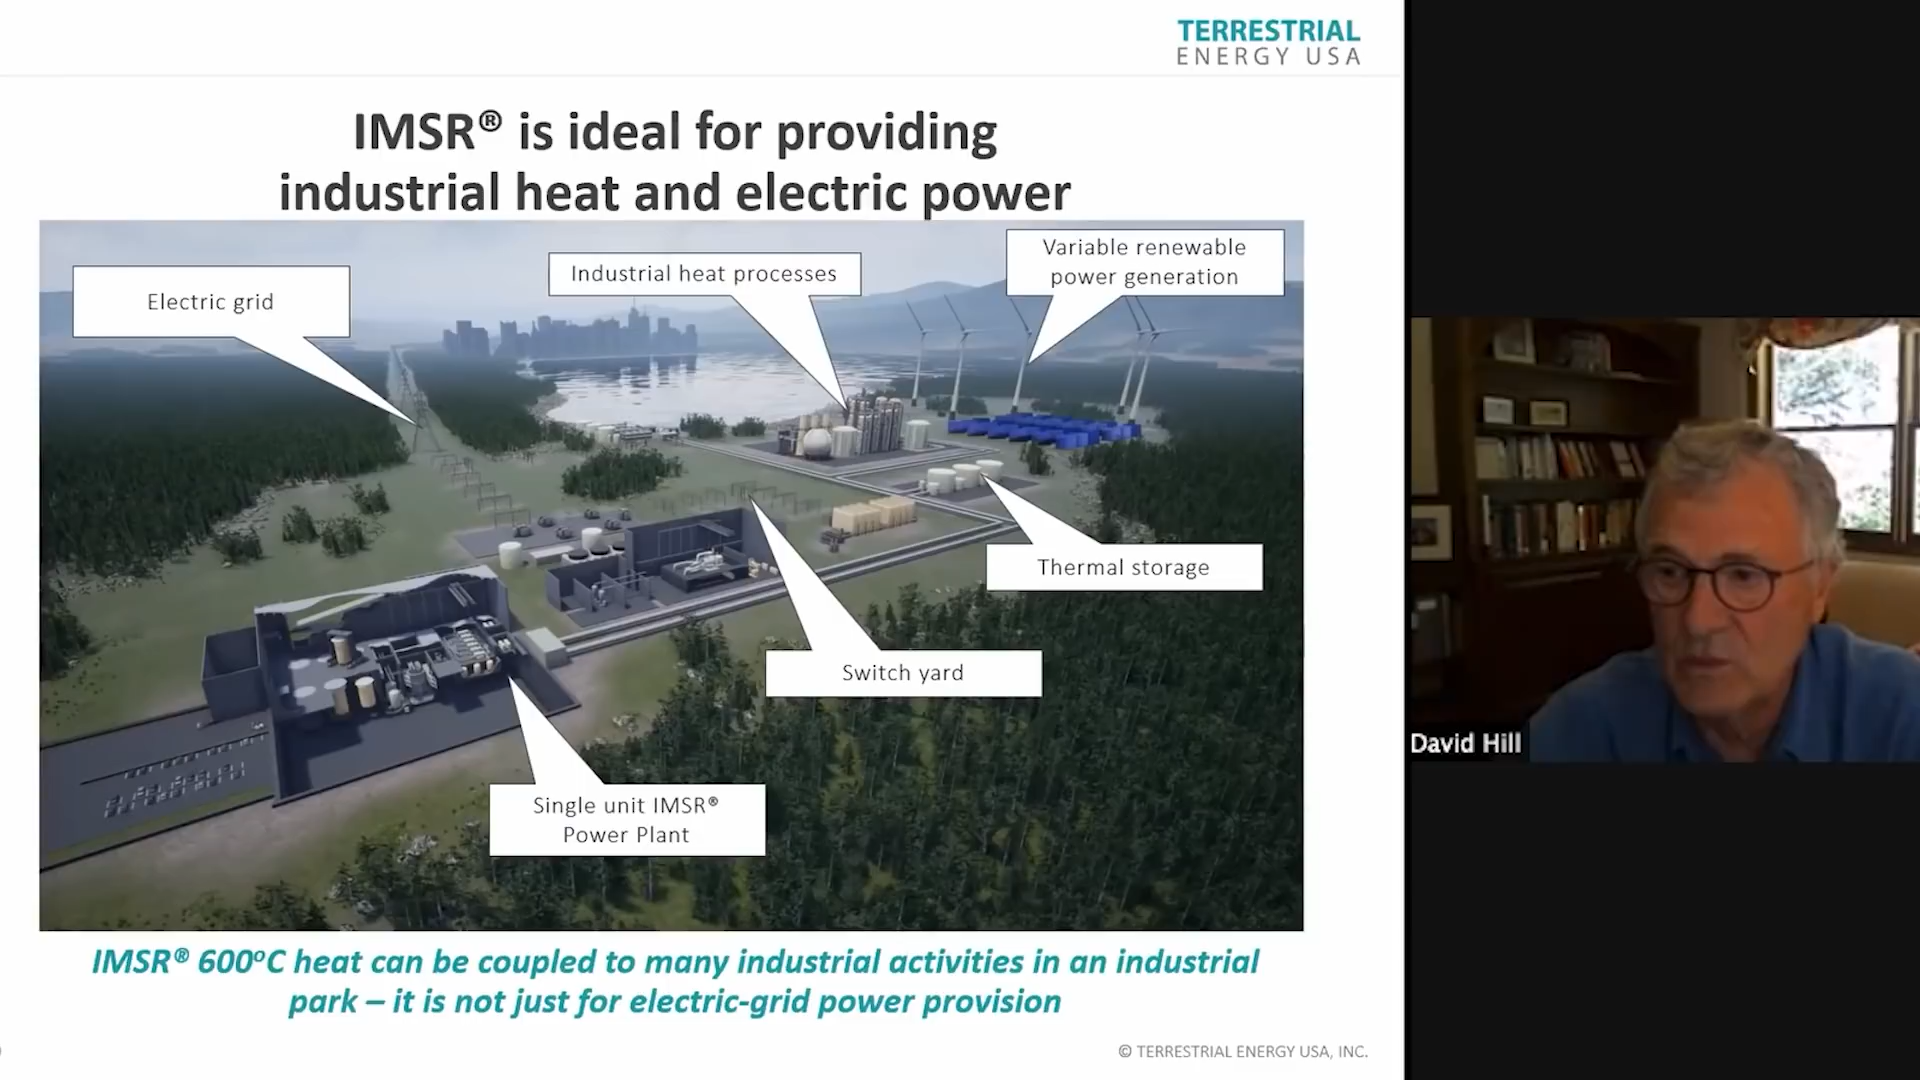 TERRESTRIAL
ENERGY USA
IMSR® is ideal for providing
industrial heat and electric power
Electric grid
Industrial heat processes
Variable renewable
power generation
Thermal storage
Switch yard
Single unit IMSR®
Power Plant
IMSR® 600°C heat can be coupled to many industrial activities in an industrial
park – it is not just for electric-grid power provision
© TERRESTRIAL ENERGY USA, INC.
David Hill